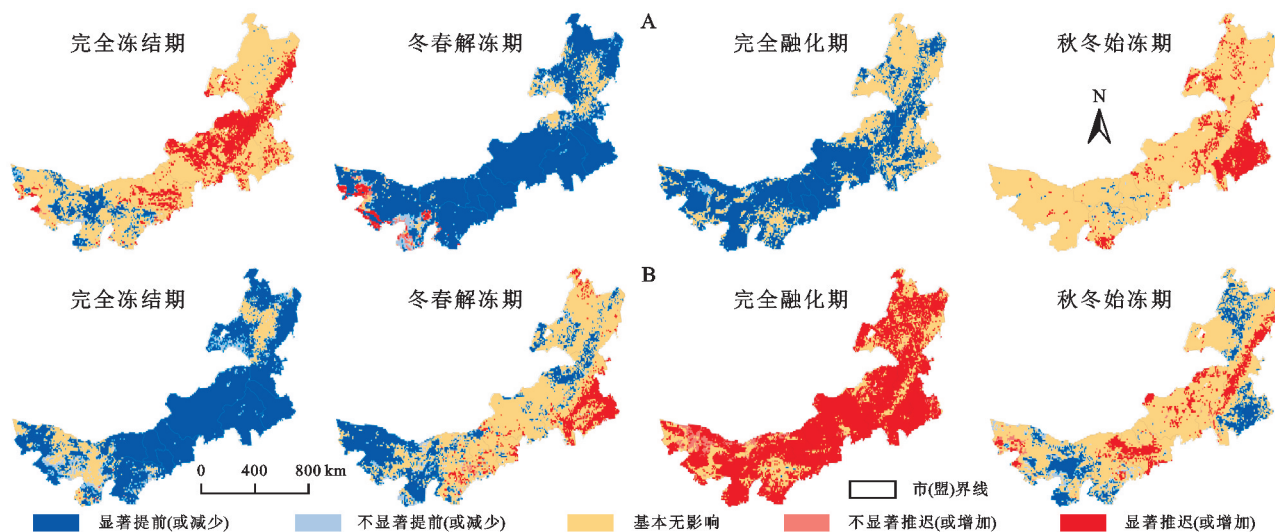 A
完全冻结期 冬春解冻期 完全融化期 秋冬始冻期
N
B
完全冻结期 冬春解冻期 完全融化期 秋冬始冻期
0 400 800 km
市(盟)界线
显著提前(或减少) 不显著提前(或减少) 基本无影响 不显著推迟(或增加) 显著推迟(或增加)